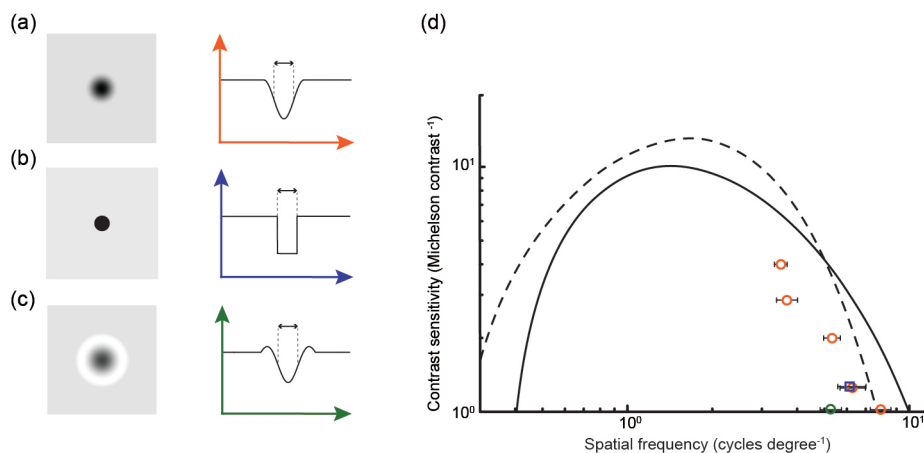 (a)
(b)
(c)
(d)
Contrast sensitivity (Michelson contrast -1)
10¹
10⁰
10⁰
10¹
Spatial frequency (cycles degree-1)